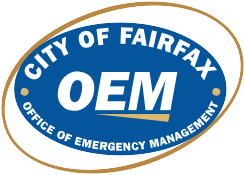 CITY OF FAIRFAX
OEM
OFFICE OF EMERGENCY MANAGEMENT